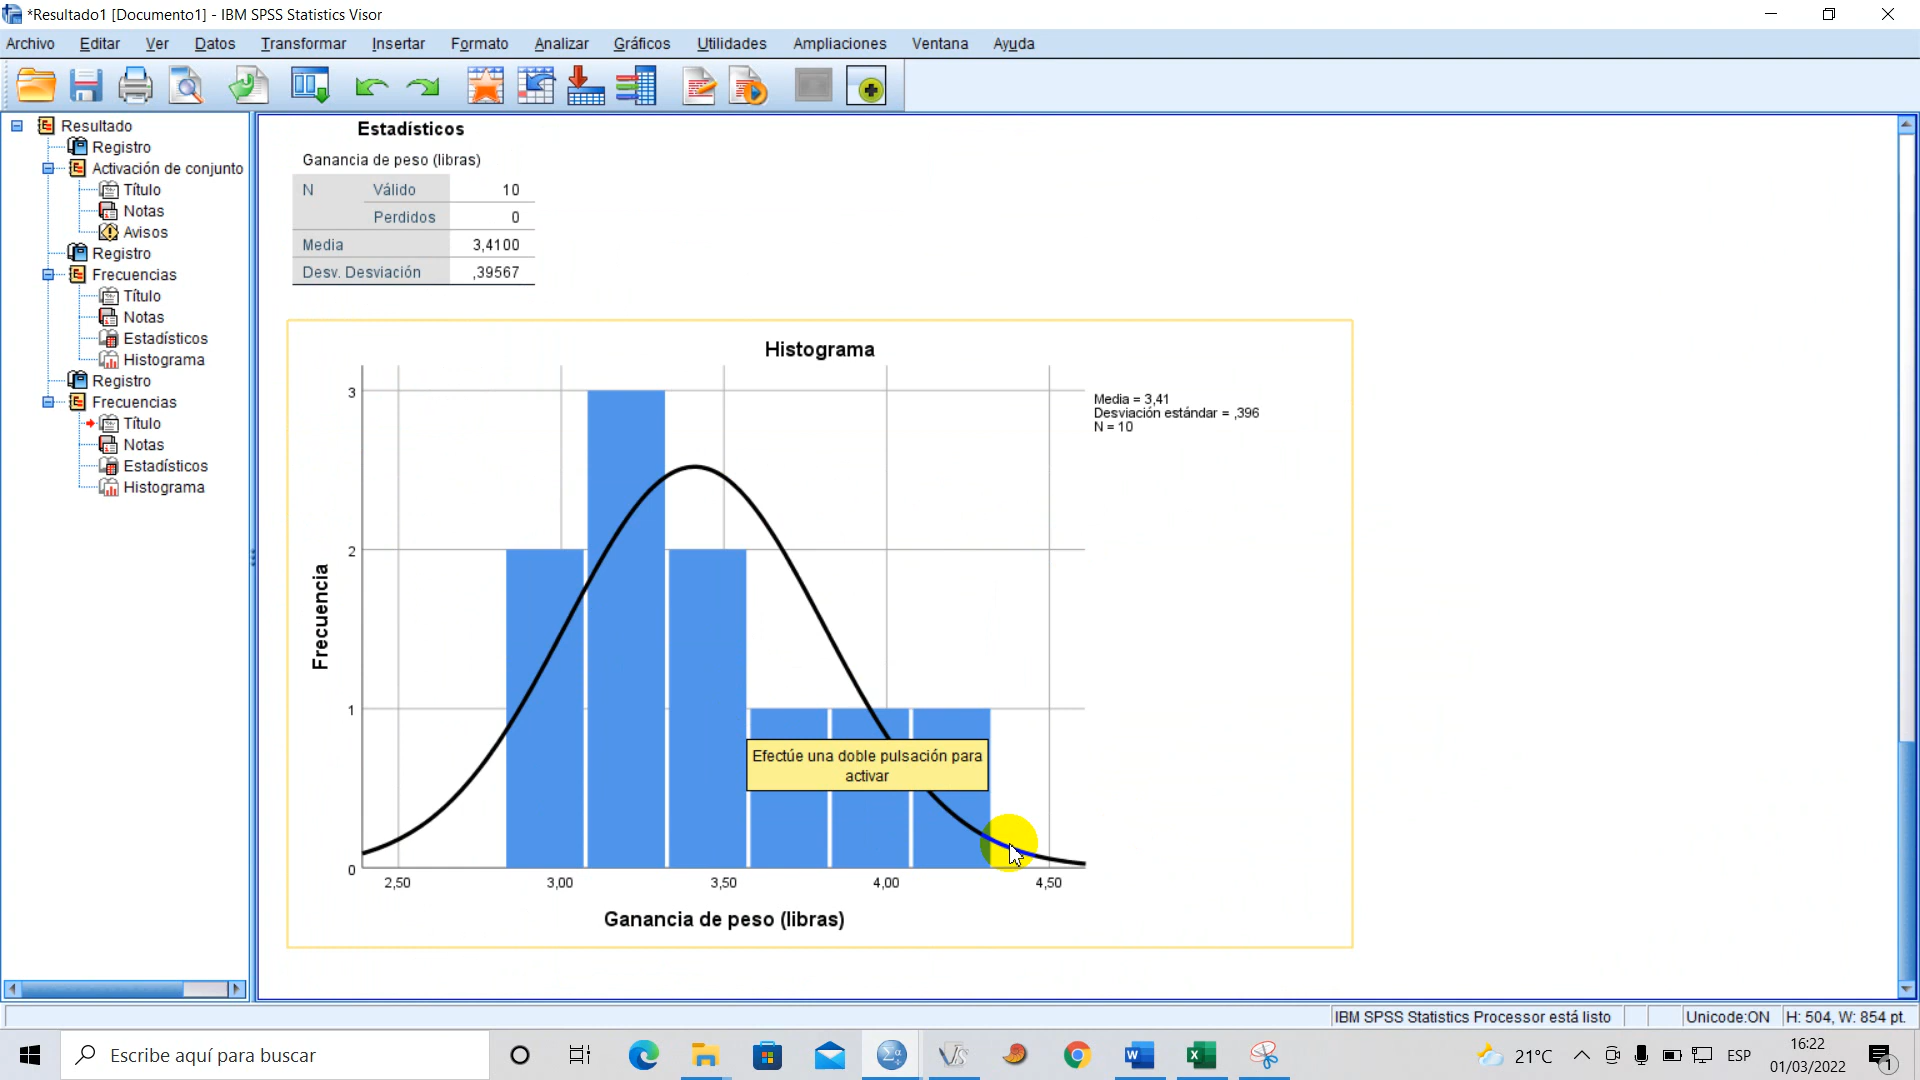 *Resultado1 [Documento1] - IBM SPSS Statistics Visor
Archivo Editar Ver Datos Transformar Insertar Formato Analizar Gráficos Utilidades Ampliaciones Ventana Ayuda
Resultado
Registro
Activación de conjunto
Título
Notas
Avisos
Registro
Frecuencias
Título
Notas
Estadísticos
Histograma
Registro
Frecuencias
Título
Notas
Estadísticos
Histograma
Estadísticos
Ganancia de peso (libras)
N Válido 10
Perdidos 0
Media 3,4100
Desv. Desviación ,39567
Histograma
Media = 3,41
Desviación estándar = ,396
N = 10
Frecuencia
3
2
1
0
2,50 3,00 3,50 4,00 4,50
Efectúe una doble pulsación para
activar
Ganancia de peso (libras)
IBM SPSS Statistics Processor está listo Unicode:ON H: 504, W: 854 pt.
Escribe aquí para buscar
21°C ESP
16:22
01/03/2022
1